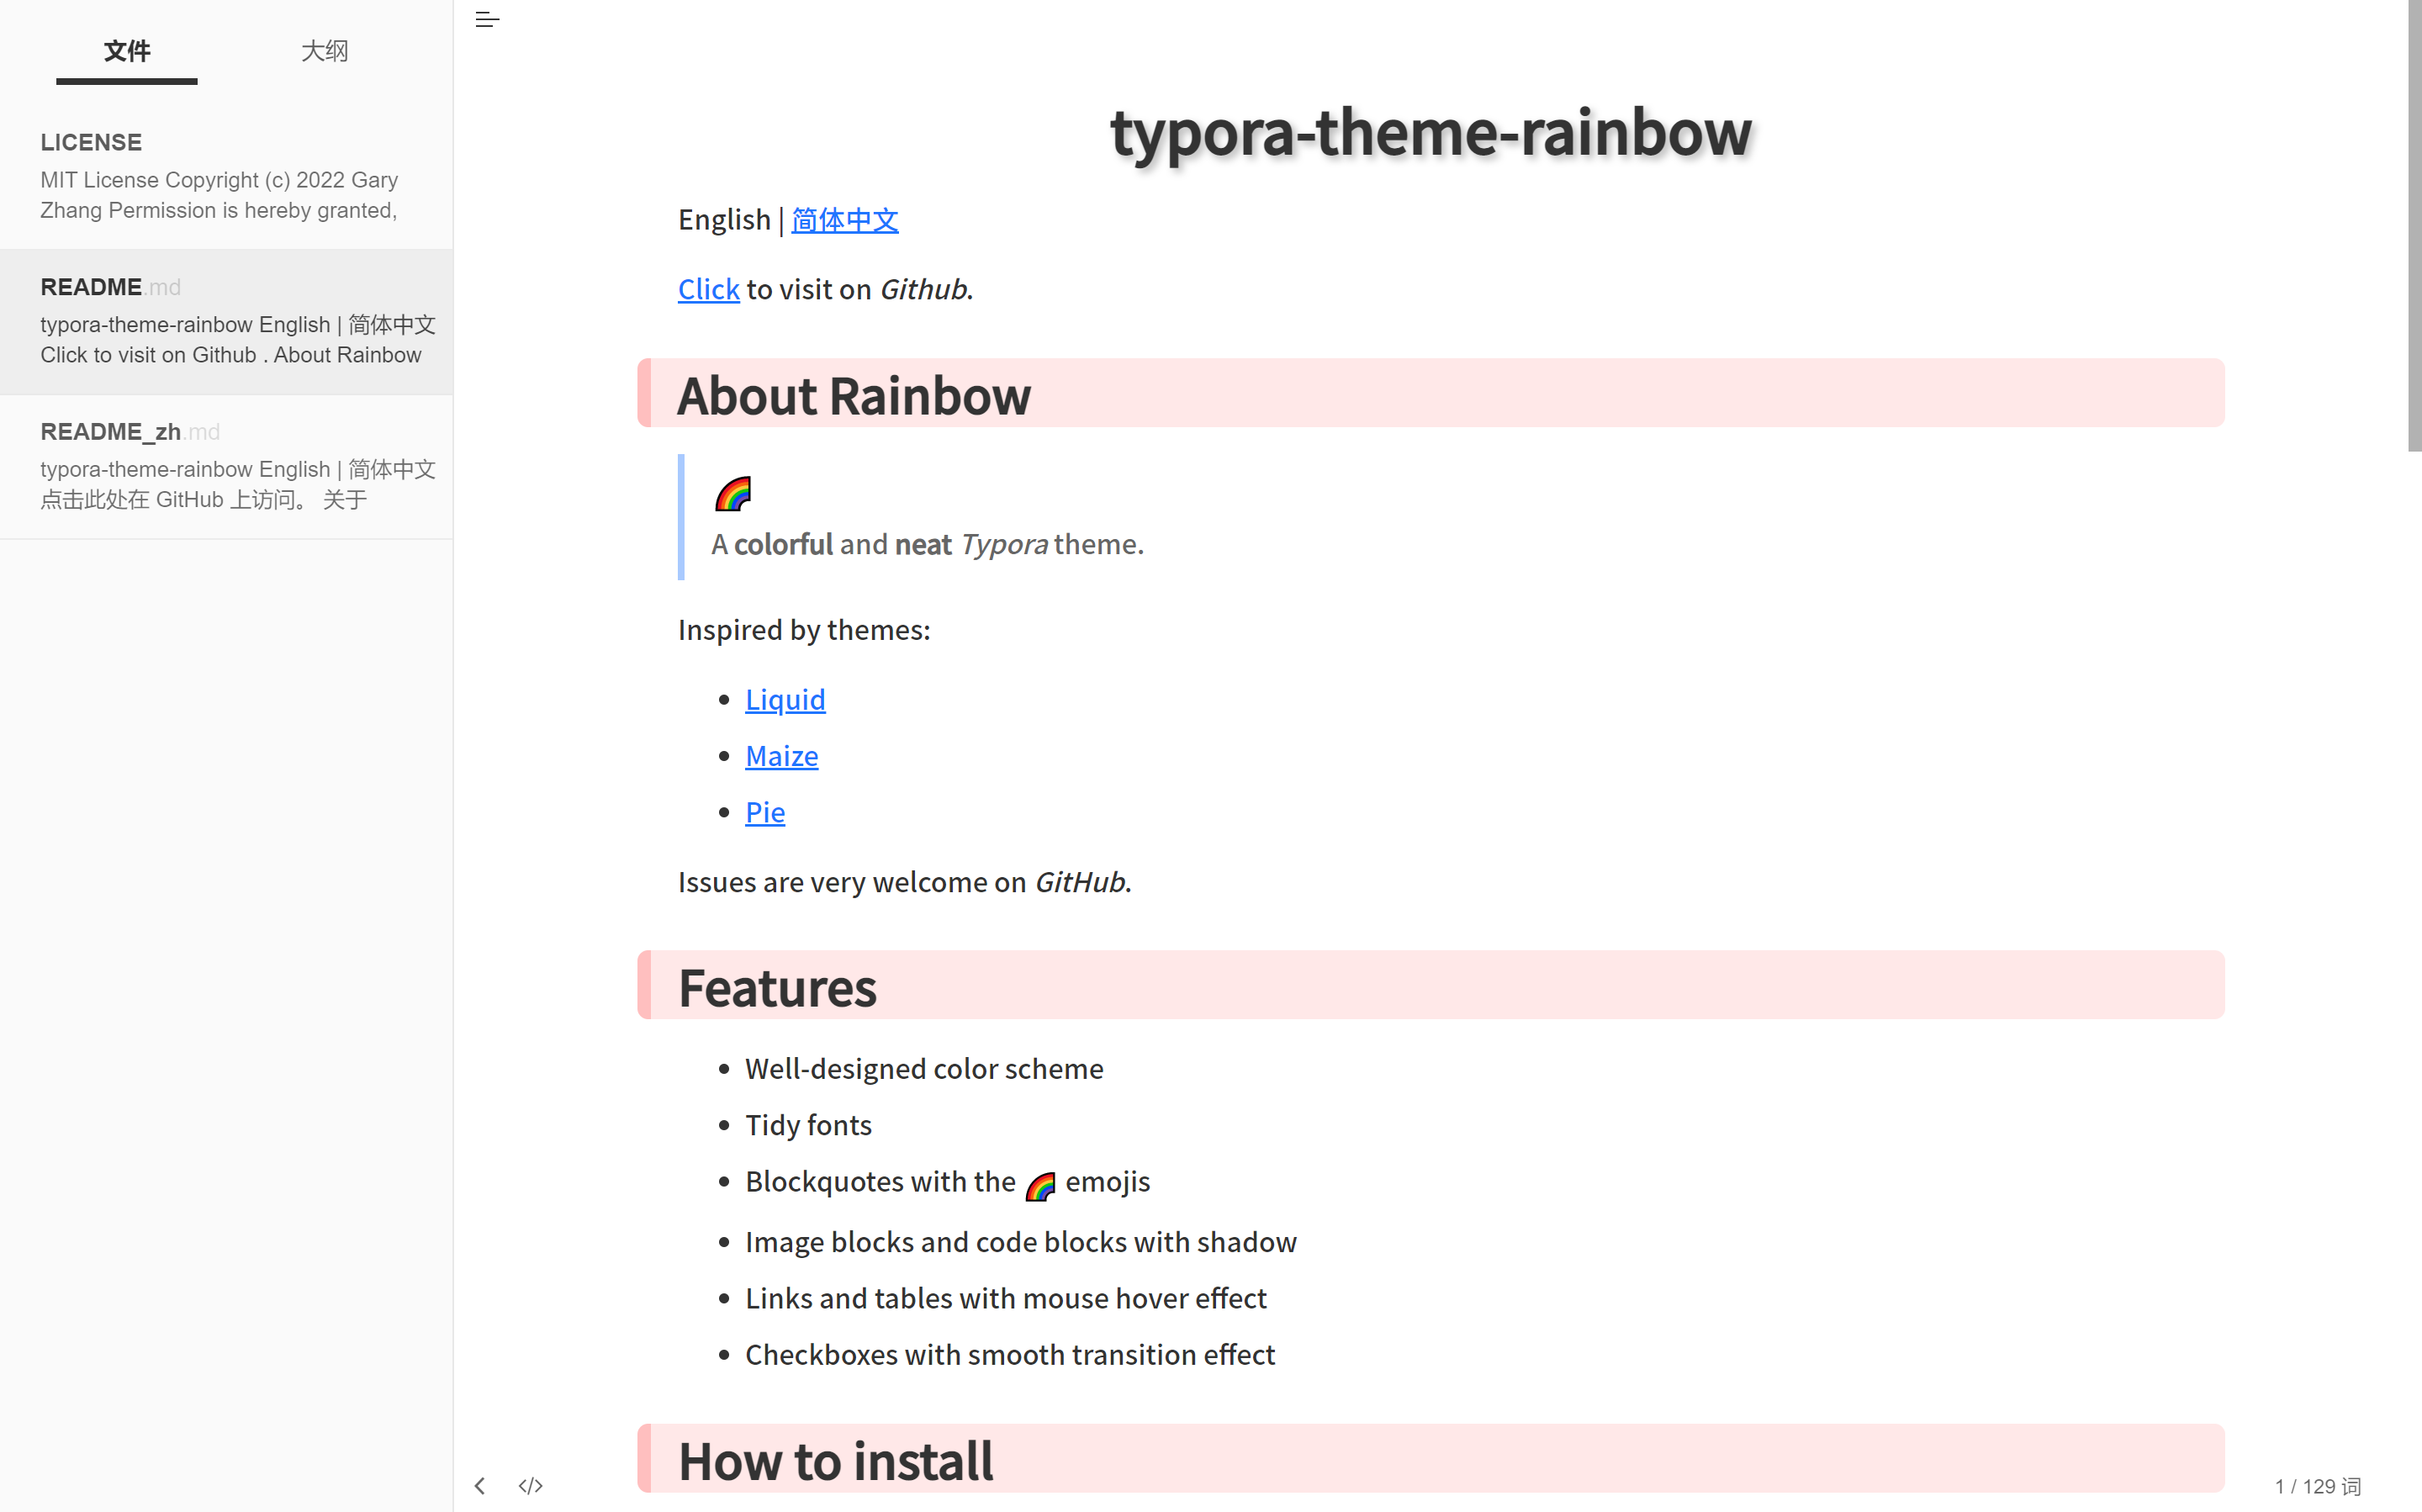 文件
大纲
LICENSE
MIT License Copyright (c) 2022 Gary
Zhang Permission is hereby granted,
README.md
typora-theme-rainbow English | 简体中文
Click to visit on Github . About Rainbow
README_zh.md
typora-theme-rainbow English | 简体中文
点击此处在 GitHub 上访问。 关于
typora-theme-rainbow
English | 简体中文
Click to visit on Github.
About Rainbow
🌈
A colorful and neat Typora theme.
Inspired by themes:
• Liquid
• Maize
• Pie
Issues are very welcome on GitHub.
Features
• Well-designed color scheme
• Tidy fonts
• Blockquotes with the 🌈 emojis
• Image blocks and code blocks with shadow
• Links and tables with mouse hover effect
• Checkboxes with smooth transition effect
How to install
</> 
1 / 129 词